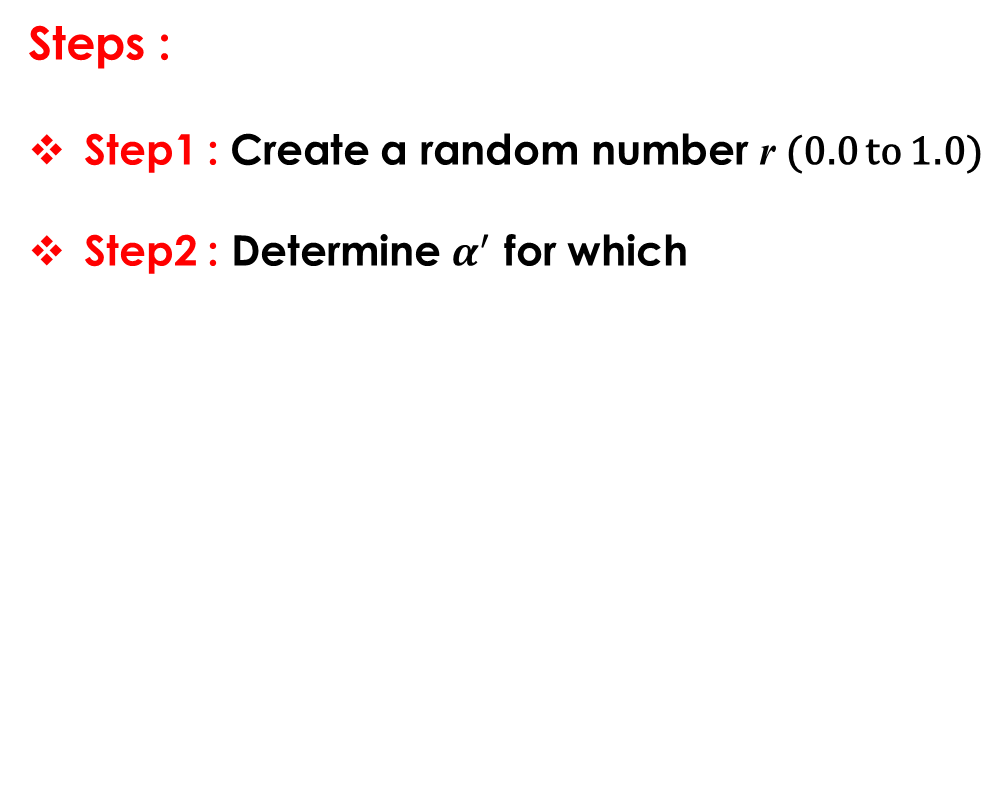 Steps :
❖ Step1 : Create a random number r (0.0 to 1.0)
❖ Step2 : Determine α′ for which